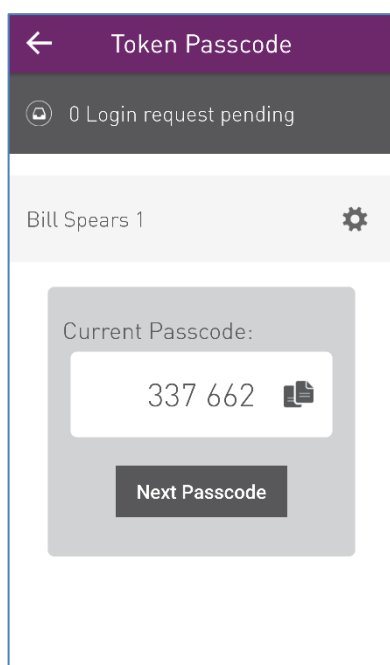 Token Passcode
0 Login request pending
Bill Spears 1
Current Passcode:
337 662
Next Passcode